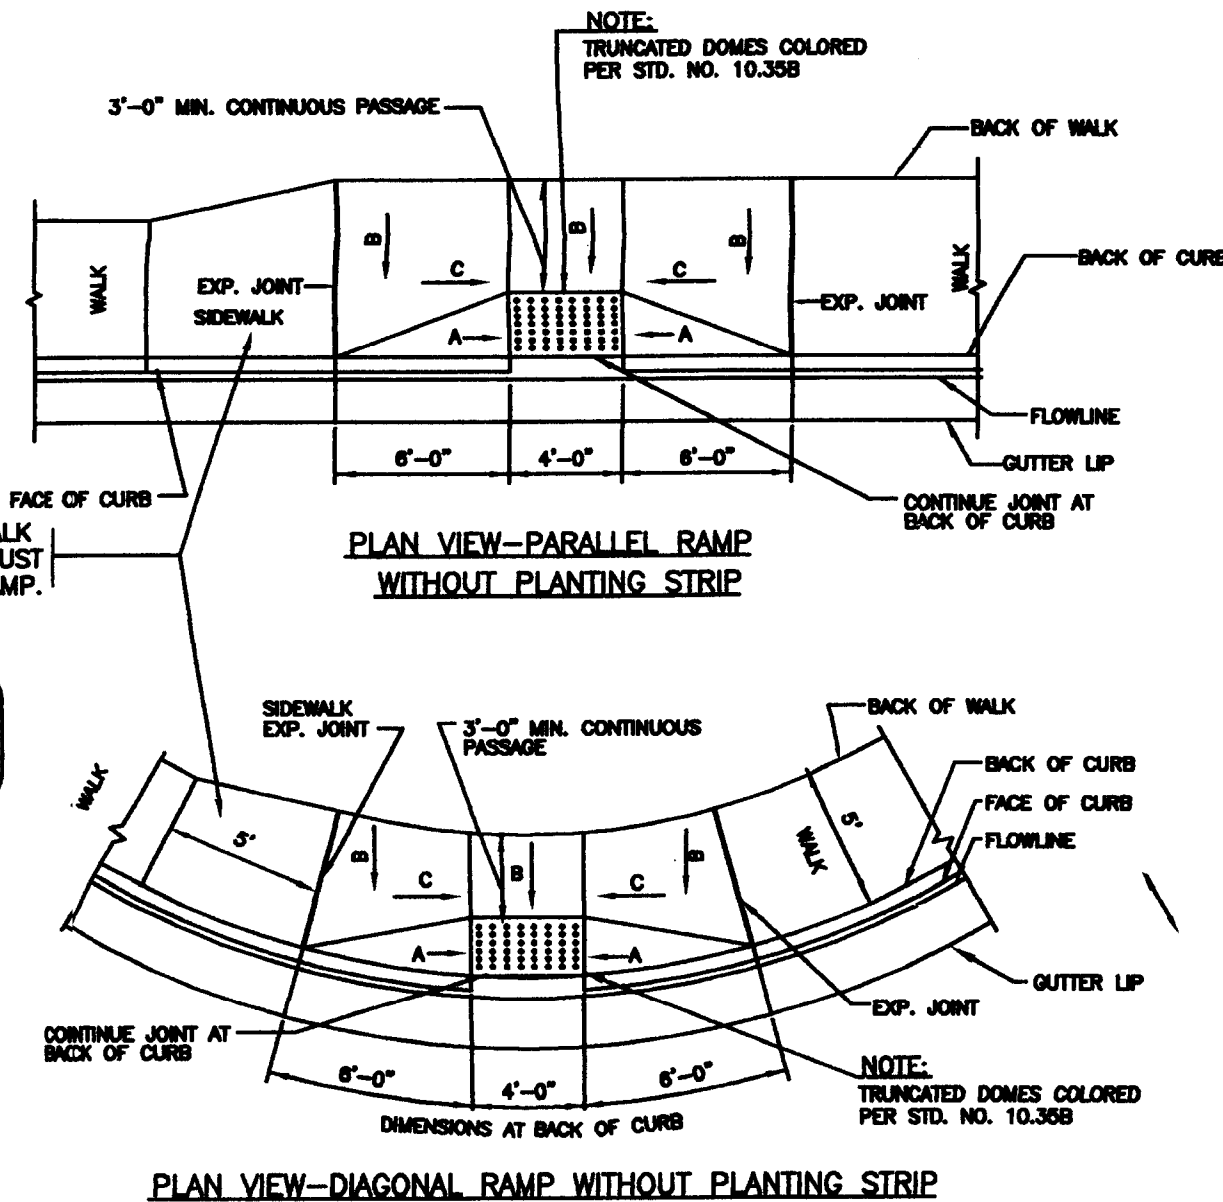 NOTE:
TRUNCATED DOMES COLORED
PER STD. NO. 10.35B
3'-0" MIN. CONTINUOUS PASSAGE
BACK OF WALK
B
B
B
WALK
C
C
WALK
BACK OF CURB
EXP. JOINT
SIDEWALK
EXP. JOINT
A
A
FLOWLINE
6'-0"
4'-0"
6'-0"
GUTTER LIP
FACE OF CURB
CONTINUE JOINT AT
BACK OF CURB
PLAN VIEW-PARALLEL RAMP
WITHOUT PLANTING STRIP
ALK
UST
AMP.
SIDEWALK
EXP. JOINT
3'-0" MIN. CONTINUOUS
PASSAGE
BACK OF WALK
BACK OF CURB
FACE OF CURB
FLOWLINE
WALK
5'
B
B
B
WALK
5'
C
C
A
A
GUTTER LIP
EXP. JOINT
COINTINUE JOINT AT
BACK OF CURB
6'-0"
4'-0"
6'-0"
DIMENSIONS AT BACK OF CURB
NOTE:
TRUNCATED DOMES COLORED
PER STD. NO. 10.35B
PLAN VIEW-DIAGONAL RAMP WITHOUT PLANTING STRIP